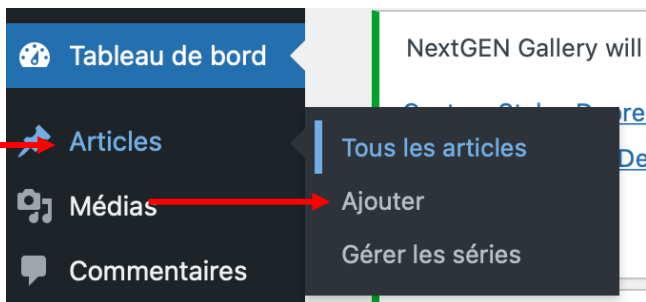 Tableau de bord
NextGEN Gallery will
Articles
Tous les articles
Médias
Ajouter
Gérer les séries
Commentaires